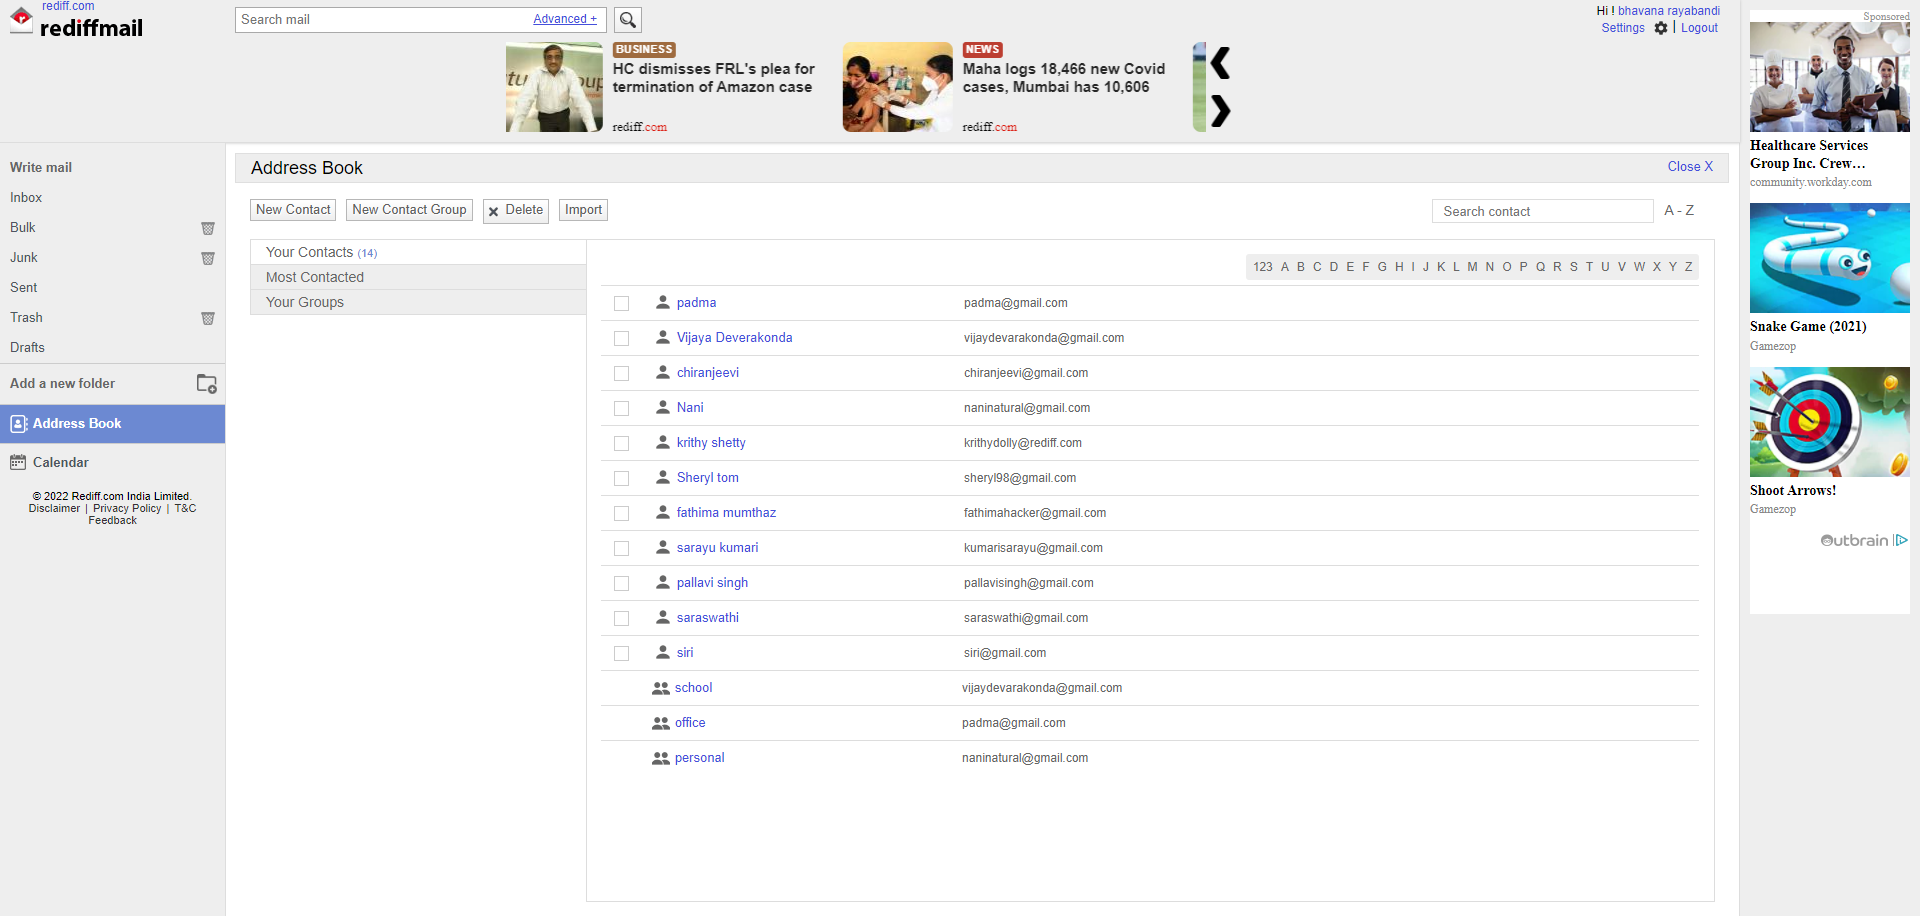 rediff.com
rediffmail
Search mail
Advanced +
Hi ! bhavana rayabandi
Settings | Logout
BUSINESS
HC dismisses FRL's plea for
termination of Amazon case
rediff.com
NEWS
Maha logs 18,466 new Covid
cases, Mumbai has 10,606
rediff.com
Write mail
Inbox
Bulk
Junk
Sent
Trash
Drafts
Add a new folder
Address Book
Calendar
© 2022 Rediff.com India Limited.
Disclaimer | Privacy Policy | T&C
Feedback
Address Book
Close X
New Contact
New Contact Group
Delete
Import
Search contact
A - Z
Your Contacts (14)
Most Contacted
Your Groups
123 A B C D E F G H I J K L M N O P Q R S T U V W X Y Z
padma padma@gmail.com
Vijaya Deverakonda vijaydevarakonda@gmail.com
chiranjeevi chiranjeevi@gmail.com
Nani naninatural@gmail.com
krithy shetty krithydolly@rediff.com
Sheryl tom sheryl98@gmail.com
fathima mumthaz fathimahacker@gmail.com
sarayu kumari kumarisarayu@gmail.com
pallavi singh pallavisingh@gmail.com
saraswathi saraswathi@gmail.com
siri siri@gmail.com
school vijaydevarakonda@gmail.com
office padma@gmail.com
personal naninatural@gmail.com
Sponsored
Healthcare Services
Group Inc. Crew…
community.workday.com
Snake Game (2021)
Gamezop
Shoot Arrows!
Gamezop
Outbrain